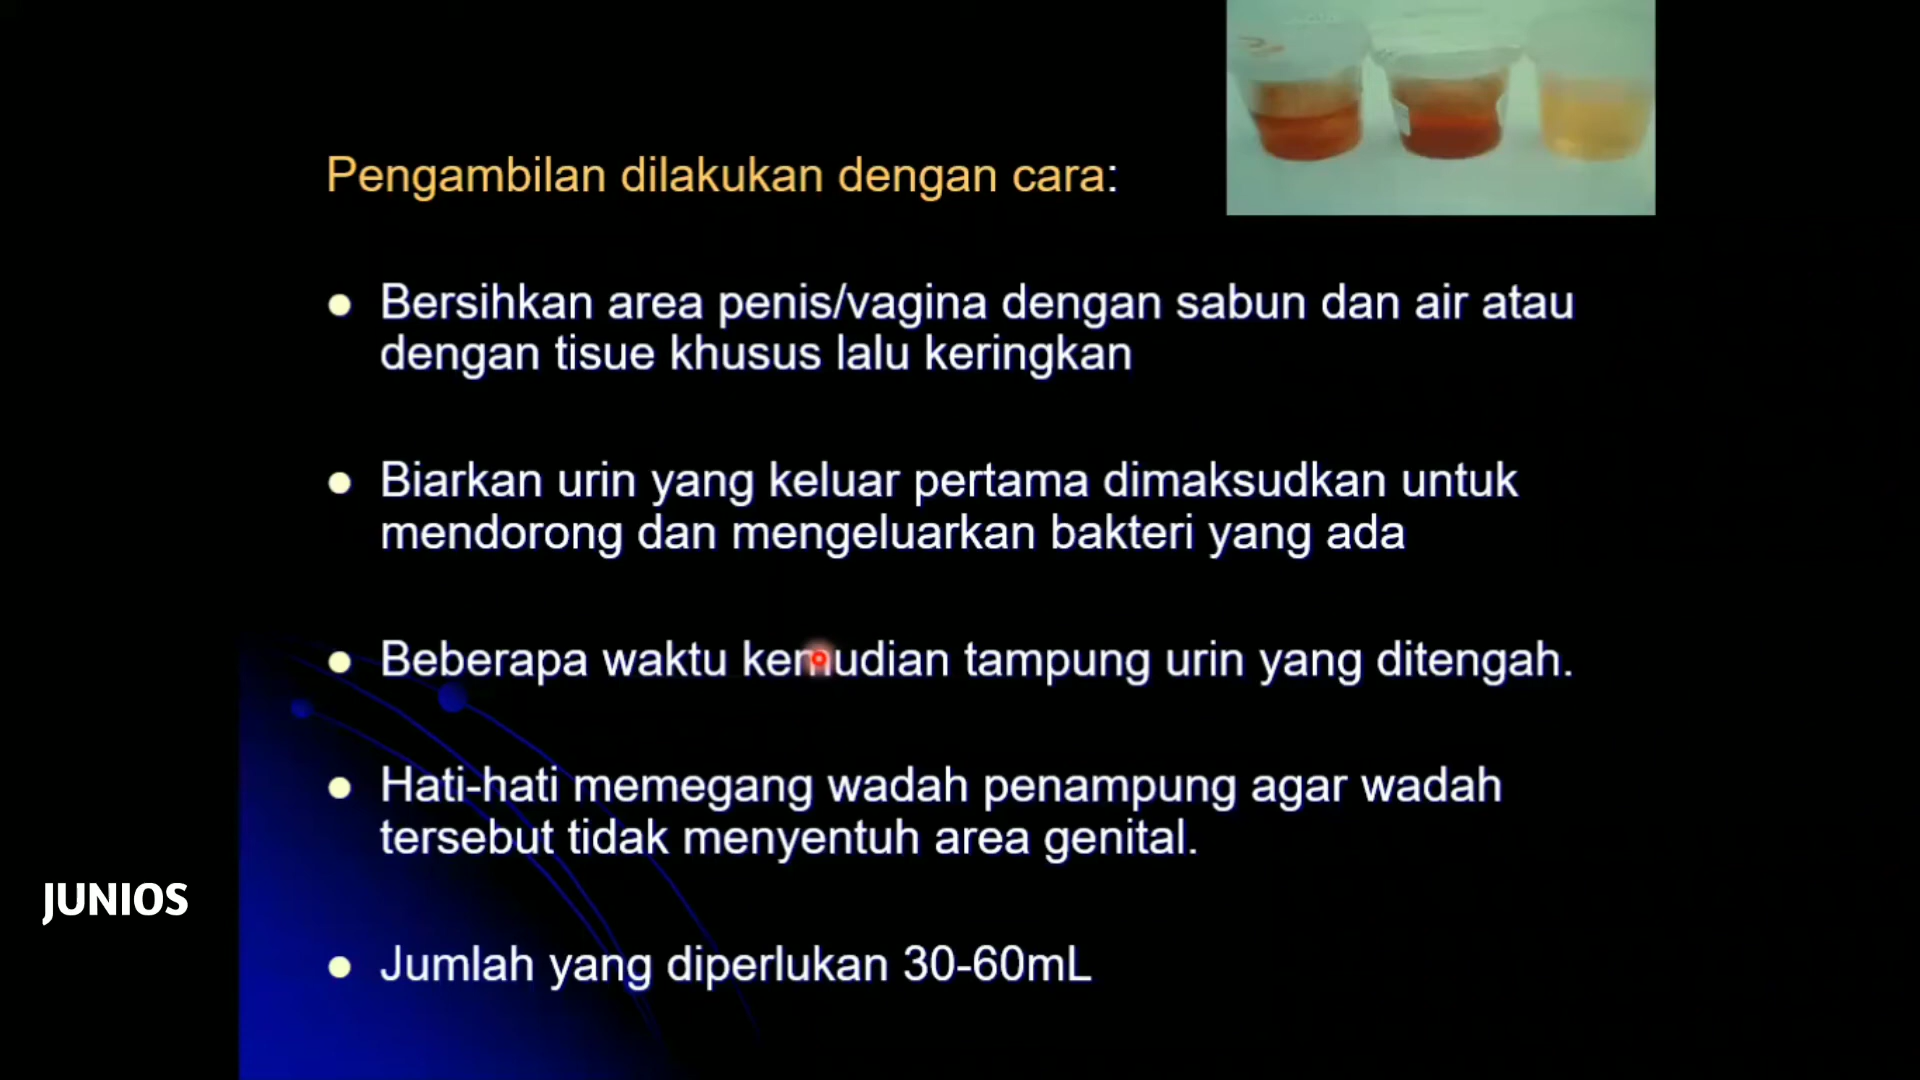 Pengambilan dilakukan dengan cara:
Bersihkan area penis/vagina dengan sabun dan air atau
dengan tisue khusus lalu keringkan
Biarkan urin yang keluar pertama dimaksudkan untuk
mendorong dan mengeluarkan bakteri yang ada
Beberapa waktu kemudian tampung urin yang ditengah.
Hati-hati memegang wadah penampung agar wadah
tersebut tidak menyentuh area genital.
JUNIOS
Jumlah yang diperlukan 30-60mL